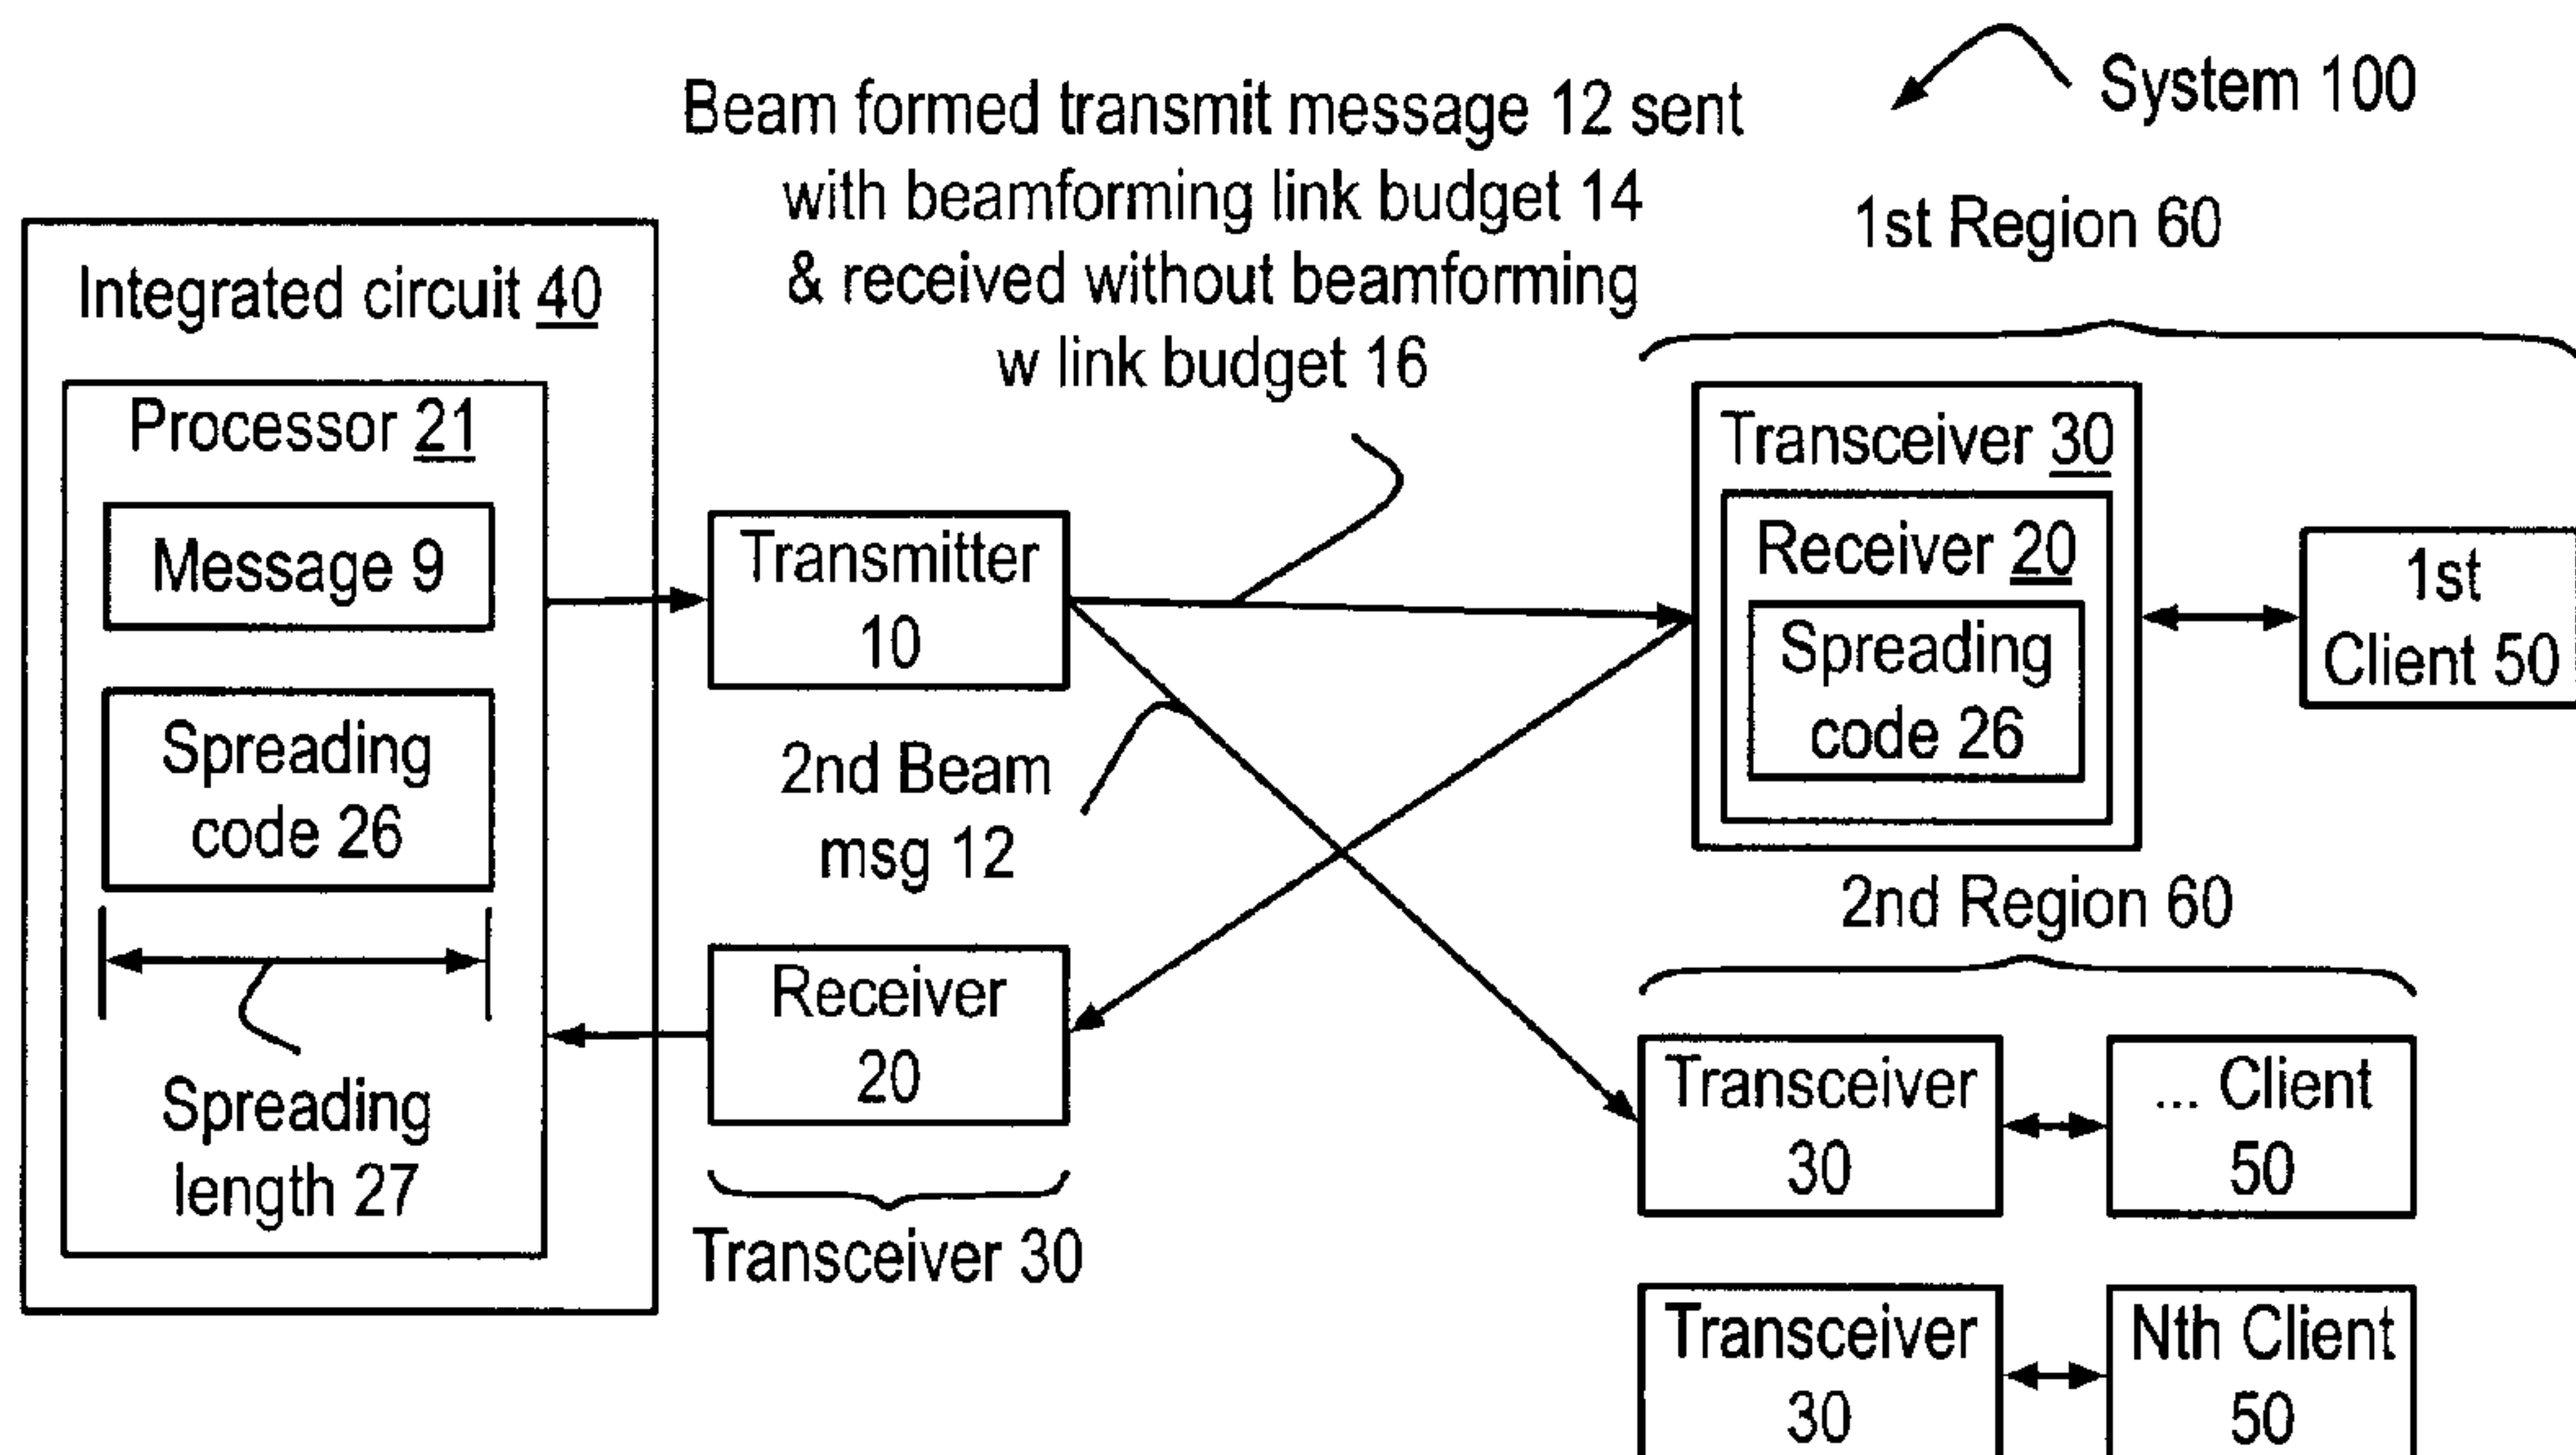 System 100
Beam formed transmit message 12 sent
with beamforming link budget 14
& received without beamforming
w link budget 16
1st Region 60
Integrated circuit 40
Processor 21
Message 9
Spreading
code 26
Spreading
length 27
Transmitter
10
2nd Beam
msg 12
Receiver
20
Transceiver 30
Transceiver 30
Receiver 20
Spreading
code 26
1st
Client 50
2nd Region 60
Transceiver
30
... Client
50
Transceiver
30
Nth Client
50